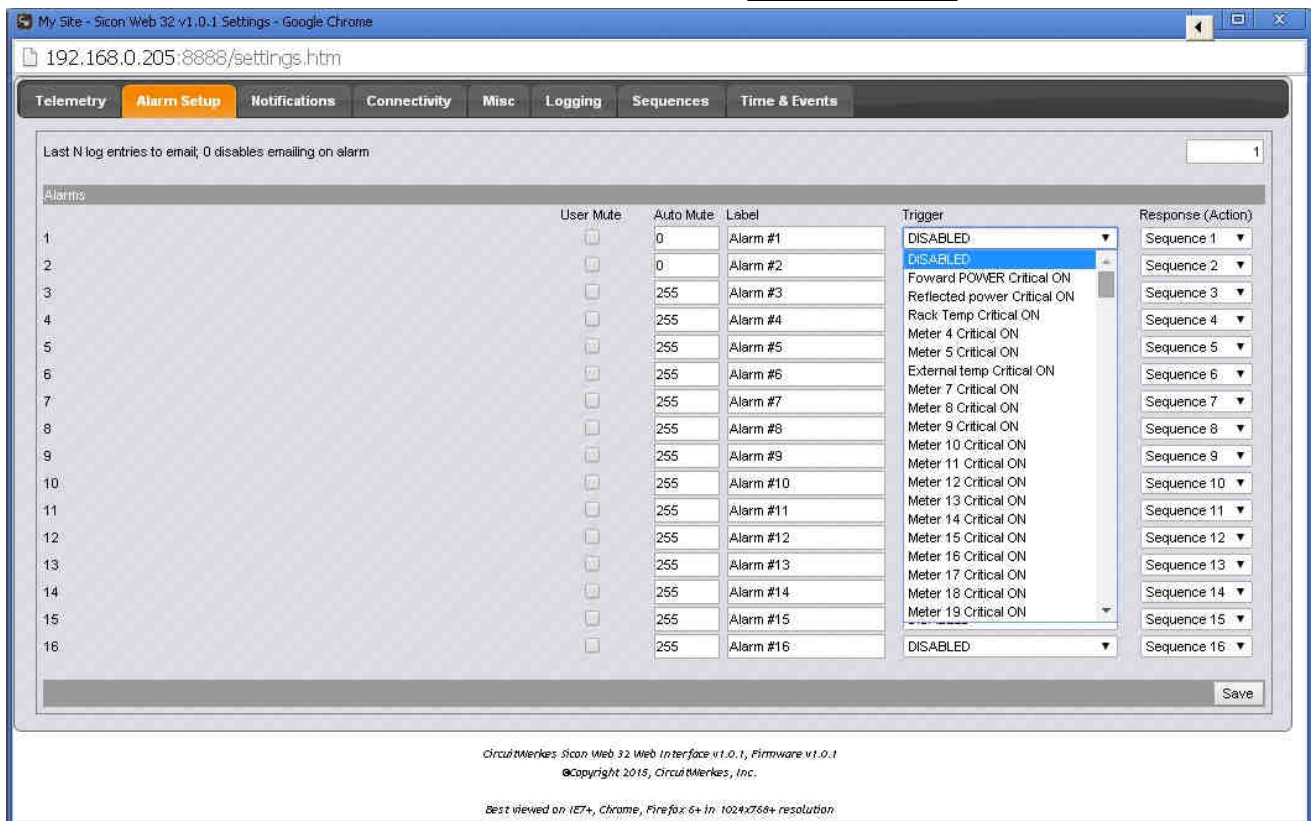 My Site - Sicon Web 32 v1.0.1 Settings - Google Chrome
192.168.0.205:8888/settings.htm
Telemetry Alarm Setup Notifications Connectivity Misc Logging Sequences Time & Events
Last N log entries to email; 0 disables emailing on alarm 1
Alarms
User Mute Auto Mute Label Trigger Response (Action)
1 0 Alarm #1 DISABLED Sequence 1
2 0 Alarm #2 Sequence 2
3 255 Alarm #3 Sequence 3
4 255 Alarm #4 Sequence 4
5 255 Alarm #5 Sequence 5
6 255 Alarm #6 Sequence 6
7 255 Alarm #7 Sequence 7
8 255 Alarm #8 Sequence 8
9 255 Alarm #9 Sequence 9
10 255 Alarm #10 Sequence 10
11 255 Alarm #11 Sequence 11
12 255 Alarm #12 Sequence 12
13 255 Alarm #13 Sequence 13
14 255 Alarm #14 Sequence 14
15 255 Alarm #15 Sequence 15
16 255 Alarm #16 DISABLED Sequence 16
DISABLED
Foward POWER Critical ON
Reflected power Critical ON
Rack Temp Critical ON
Meter 4 Critical ON
Meter 5 Critical ON
External temp Critical ON
Meter 7 Critical ON
Meter 8 Critical ON
Meter 9 Critical ON
Meter 10 Critical ON
Meter 11 Critical ON
Meter 12 Critical ON
Meter 13 Critical ON
Meter 14 Critical ON
Meter 15 Critical ON
Meter 16 Critical ON
Meter 17 Critical ON
Meter 18 Critical ON
Meter 19 Critical ON
Save
CircuitWerkes Sicon Web 32 Web Interface v1.0.1, Firmware v1.0.1
©Copyright 2015, CircuitWerkes, Inc.
Best viewed on IE7+, Chrome, Firefox 6+ in 1024x768+ resolution